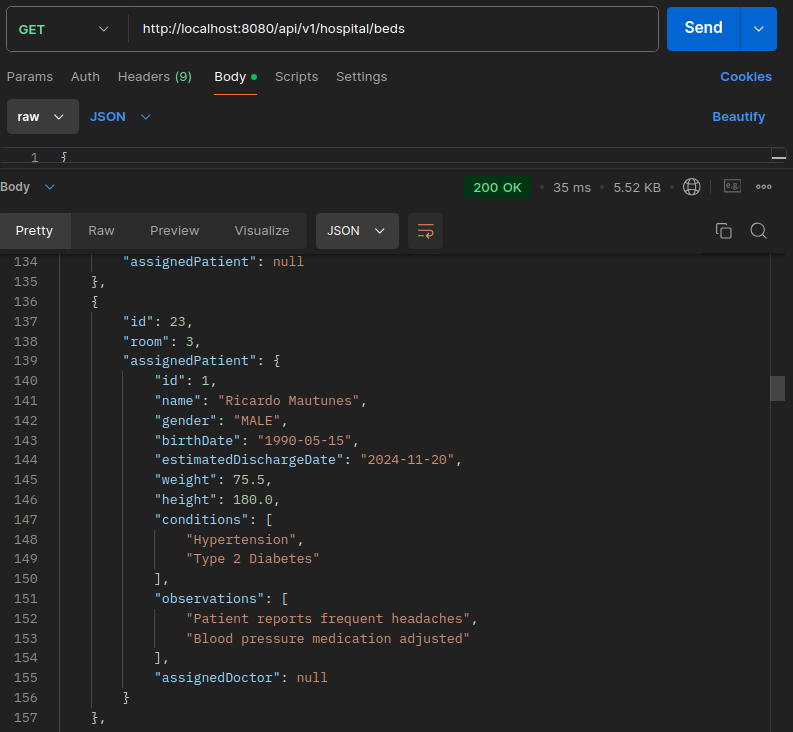 GET http://localhost:8080/api/v1/hospital/beds Send
Params Auth Headers (9) Body Scripts Settings Cookies
raw JSON Beautify
1 {
Body 200 OK 35 ms 5.52 KB e.g.
Pretty Raw Preview Visualize JSON
134 "assignedPatient": null
135 },
136 {
137 "id": 23,
138 "room": 3,
139 "assignedPatient": {
140 "id": 1,
141 "name": "Ricardo Mautunes",
142 "gender": "MALE",
143 "birthDate": "1990-05-15",
144 "estimatedDischargeDate": "2024-11-20",
145 "weight": 75.5,
146 "height": 180.0,
147 "conditions": [
148 "Hypertension",
149 "Type 2 Diabetes"
150 ],
151 "observations": [
152 "Patient reports frequent headaches",
153 "Blood pressure medication adjusted"
154 ],
155 "assignedDoctor": null
156 }
157 },